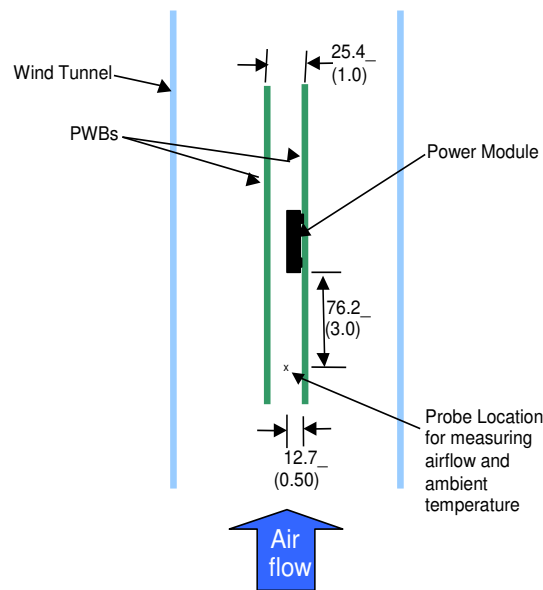 25.4_
(1.0)
Wind Tunnel
PWBs
Power Module
76.2_
(3.0)
x
Probe Location
for measuring
airflow and
ambient
temperature
12.7_
(0.50)
Air
flow